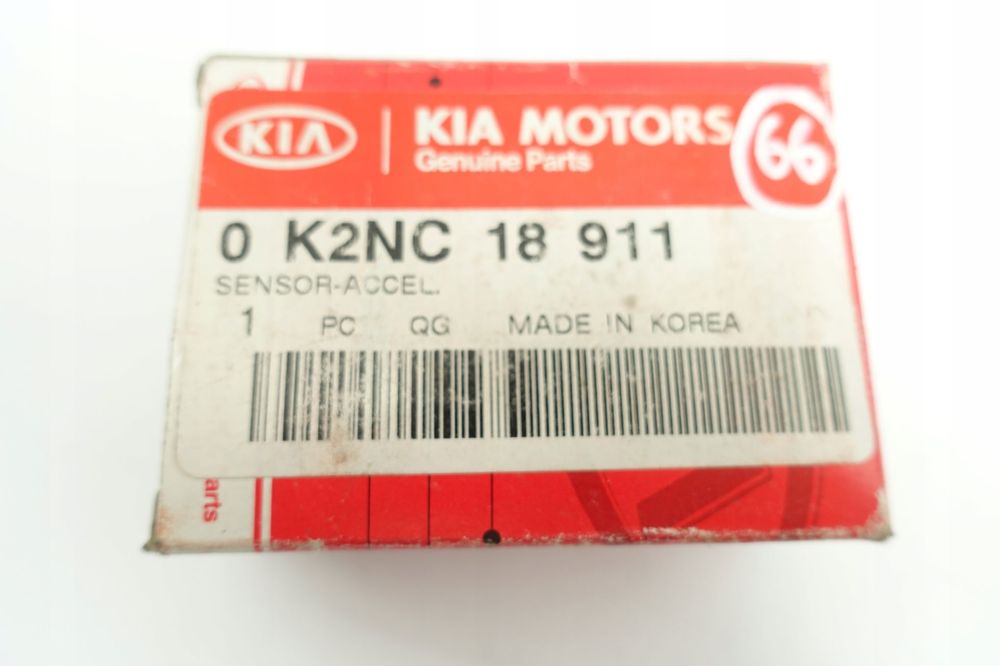 KIA
KIA MOTORS
Genuine Parts
66
0 K2NC 18 911
SENSOR-ACCEL.
1 PC QG MADE IN KOREA
arts